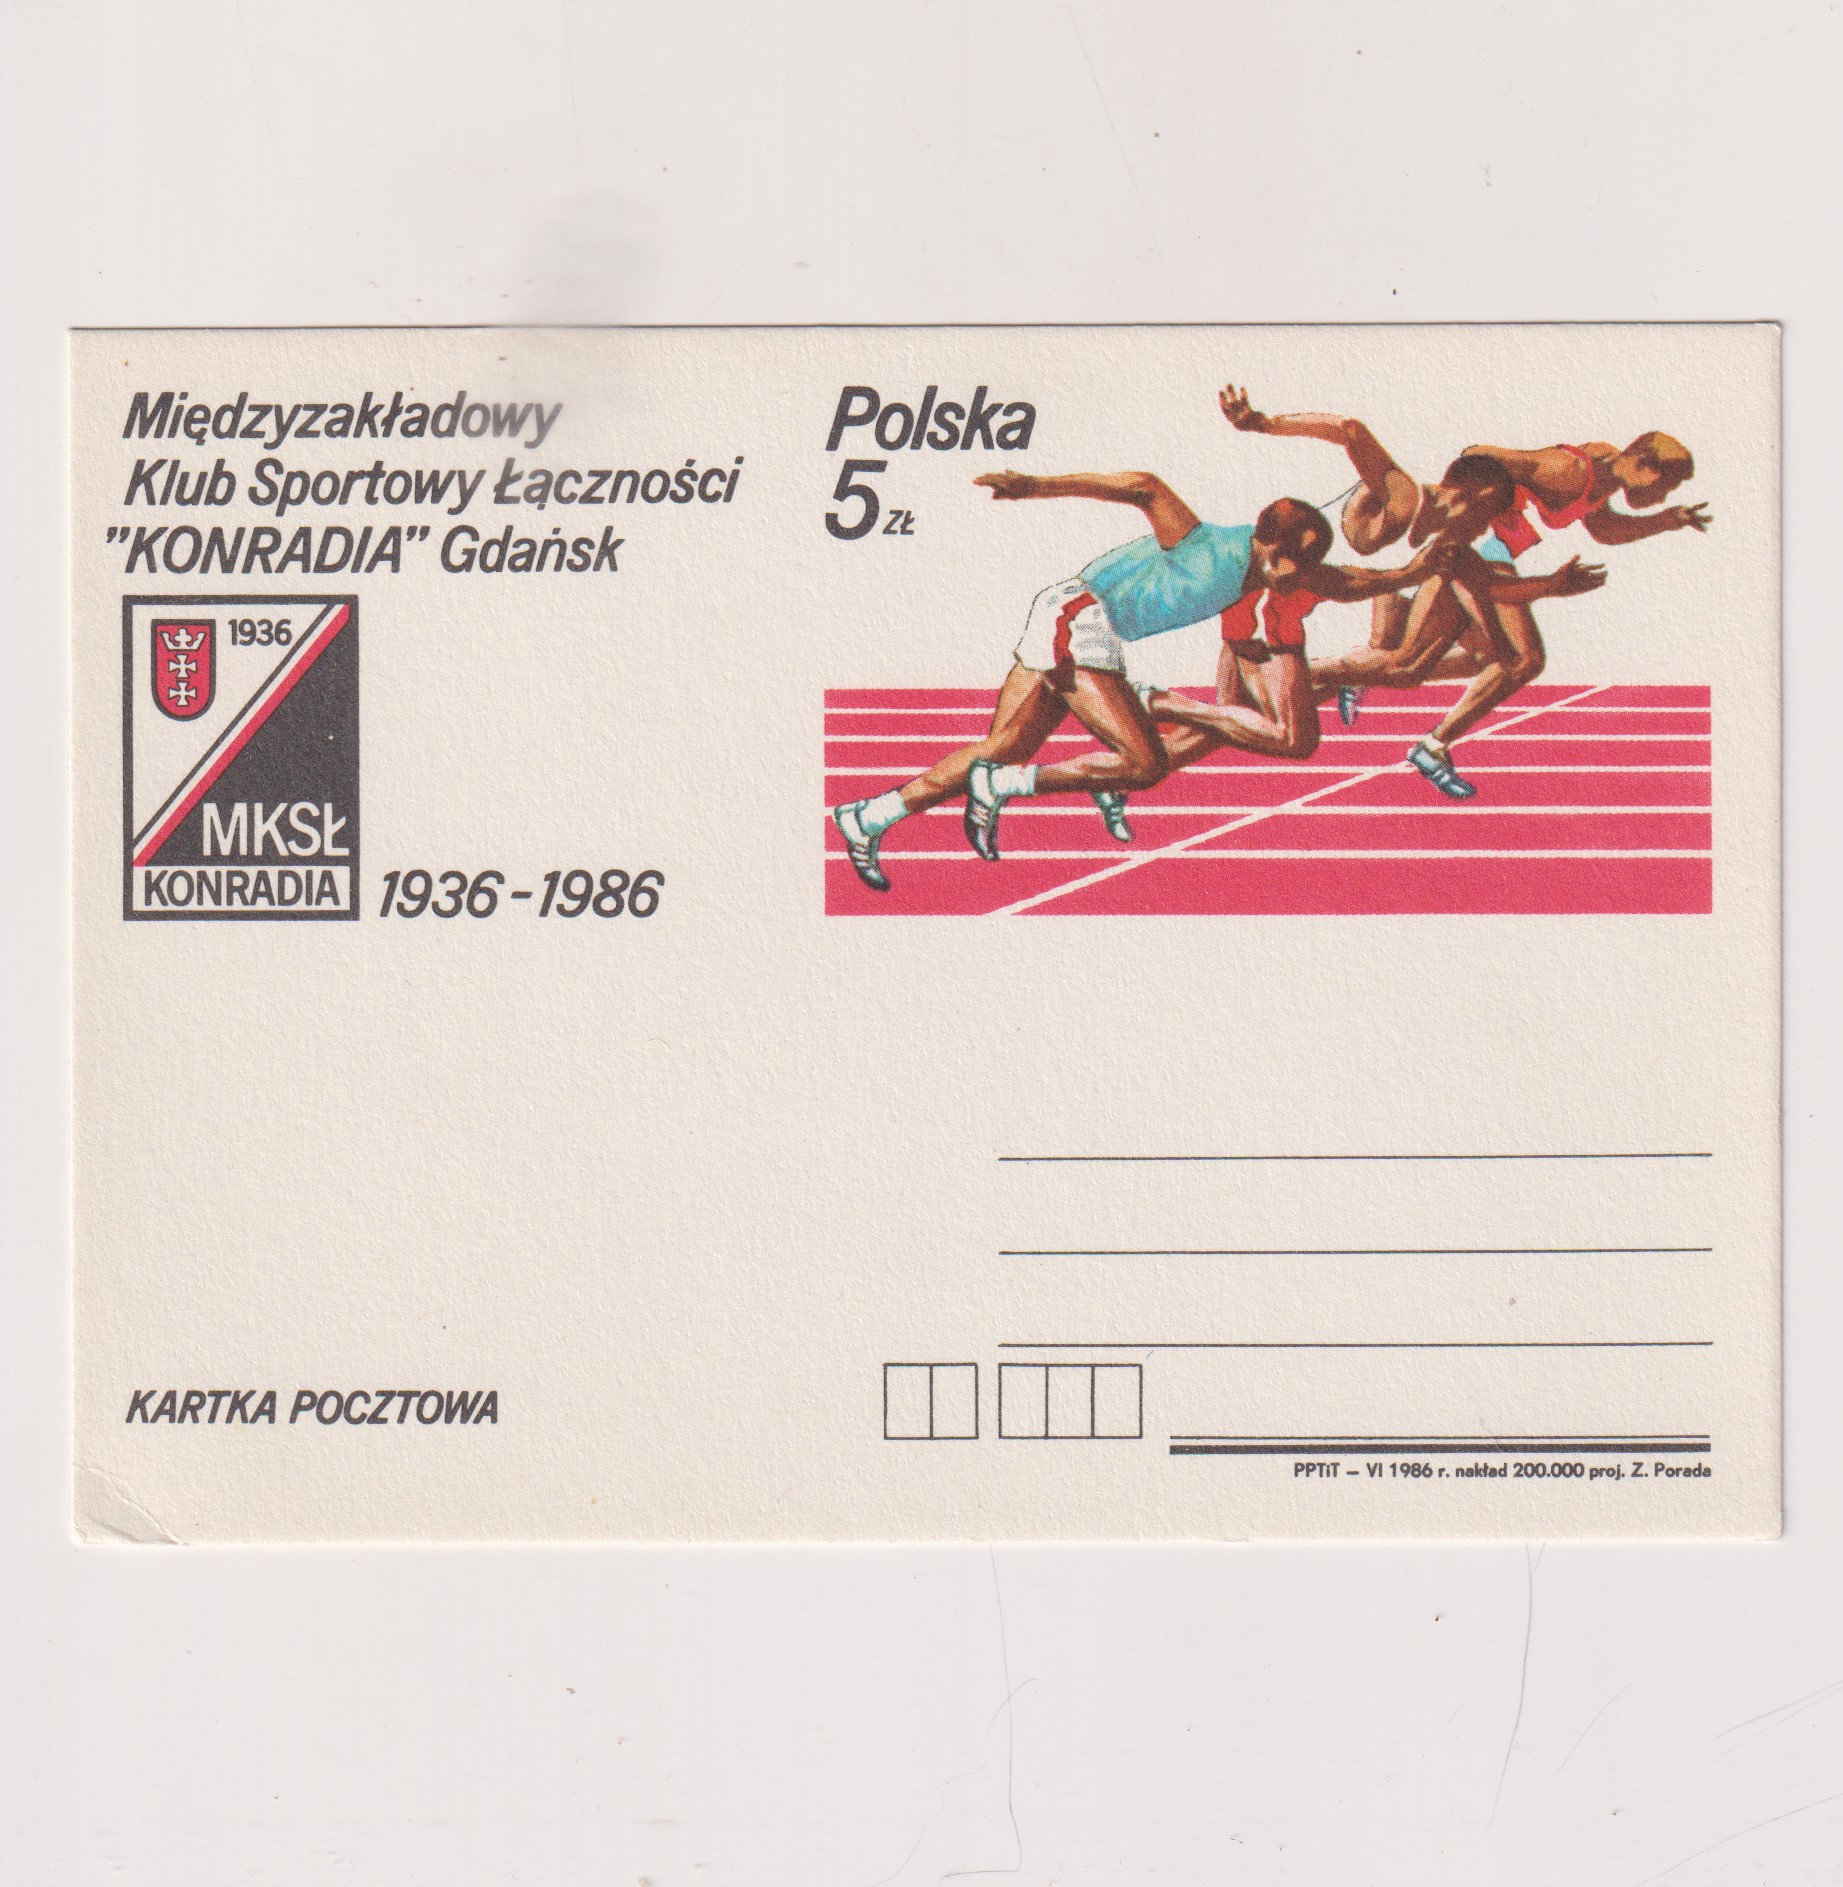 Międzyzakładowy
Klub Sportowy Łączności
"KONRADIA" Gdańsk
1936
MKSŁ
KONRADIA
1936-1986
Polska
5 ZŁ
KARTKA POCZTOWA
PPTiT – VI 1986 r. nakład 200.000 proj. Z. Porada